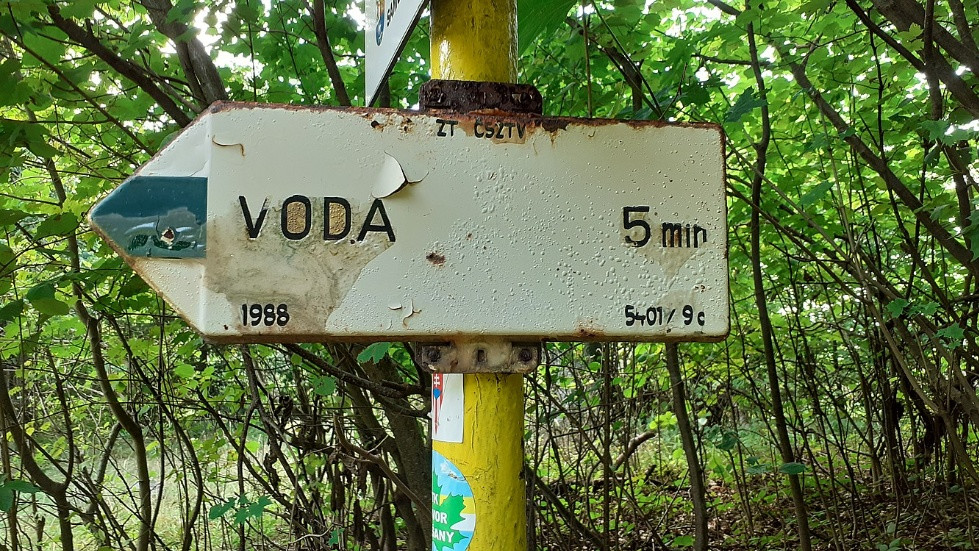 ZT ČSZTV
VODA 5 min
1988 5401/9c